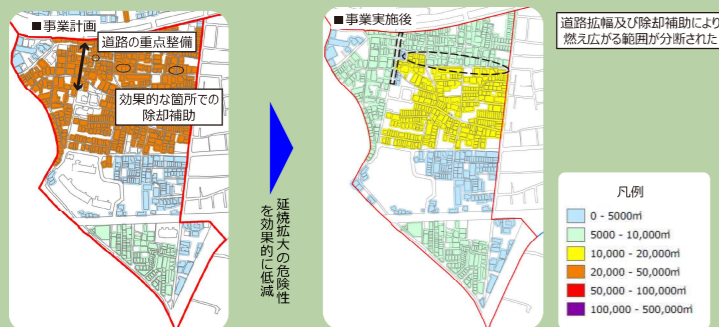 ■事業計画
道路の重点整備
効果的な箇所での
除却補助
延焼拡大の危険性
を効果的に低減
■事業実施後
道路拡幅及び除却補助により
燃え広がる範囲が分断された
凡例
0 - 5000㎡
5000 - 10,000㎡
10,000 - 20,000㎡
20,000 - 50,000㎡
50,000 - 100,000㎡
100,000 - 500,000㎡